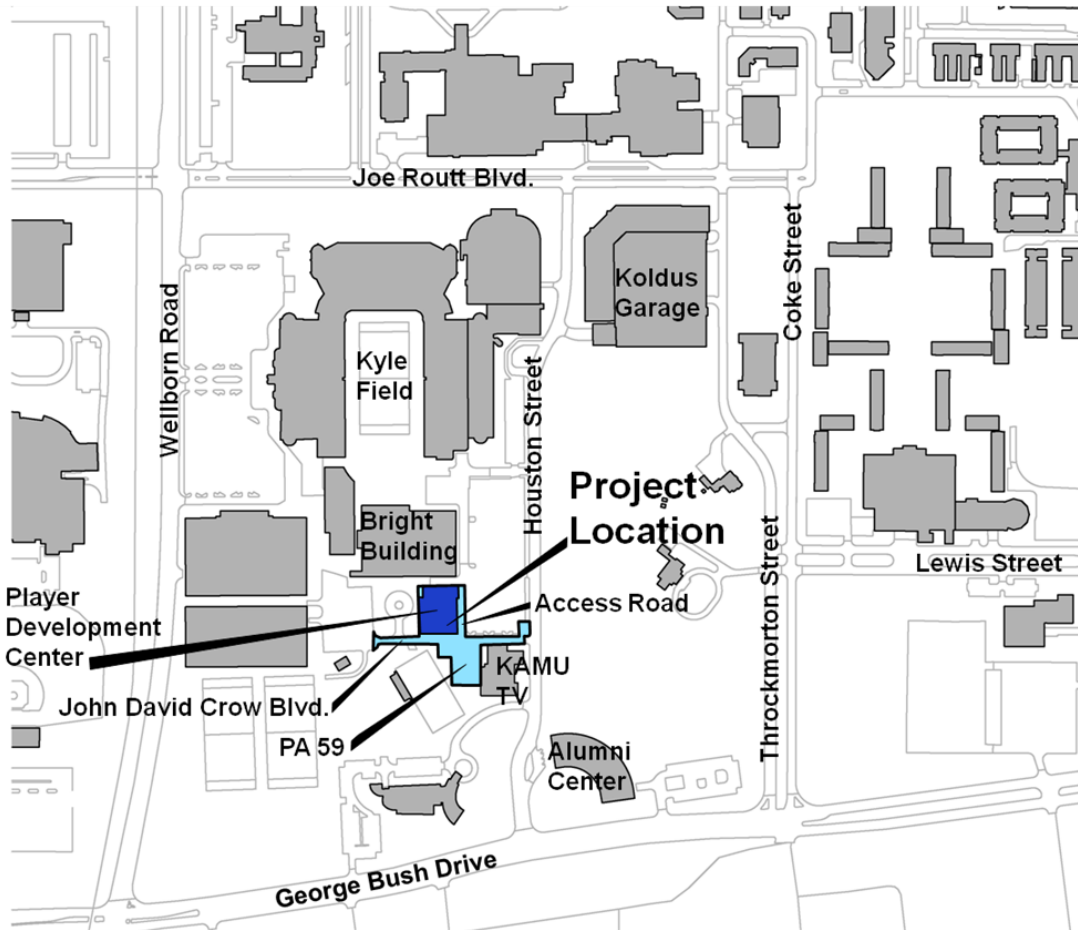 Joe Routt Blvd.
Koldus
Garage
Coke Street
Wellborn Road
Kyle
Field
Houston Street
Project
Location
Bright
Building
Throckmorton Street
Lewis Street
Player
Development
Center
Access Road
KAMU
TV
John David Crow Blvd.
PA 59
Alumni
Center
George Bush Drive